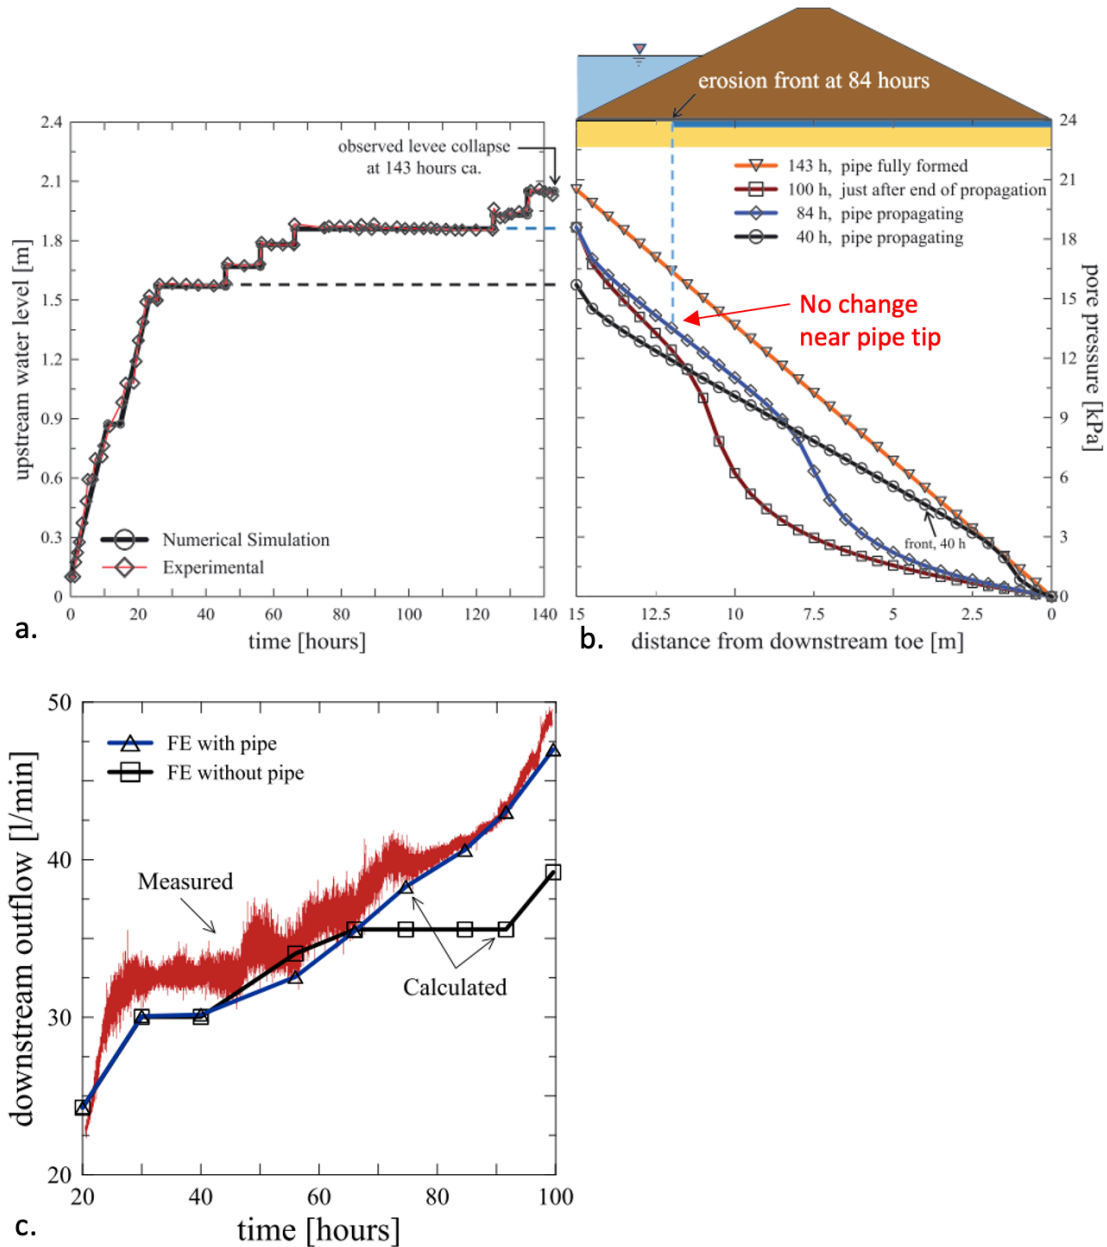 erosion front at 84 hours
2.4
2.1
1.8
1.5
1.2
0.9
0.6
0.3
0
upstream water level [m]
observed levee collapse
at 143 hours ca.
Numerical Simulation
Experimental
0 20 40 60 80 100 120 140
time [hours]
a.
143 h, pipe fully formed
100 h, just after end of propagation
84 h, pipe propagating
40 h, pipe propagating
No change
near pipe tip
front, 40 h
24
21
18
15
12
9
6
3
0
pore pressure [kPa]
15 12.5 10 7.5 5 2.5 0
distance from downstream toe [m]
b.
50
40
30
20
downstream outflow [l/min]
FE with pipe
FE without pipe
Measured
Calculated
20 40 60 80 100
time [hours]
c.